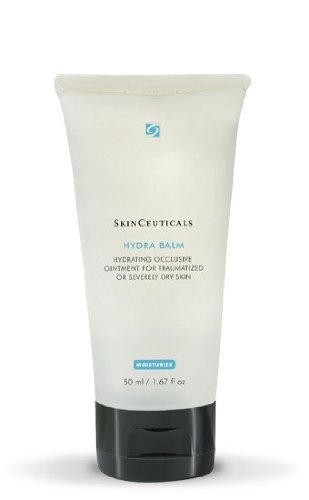 SKINCEUTICALS
HYDRA BALM
HYDRATING OCCLUSIVE
OINTMENT FOR TRAUMATIZED
OR SEVERELY DRY SKIN
MOISTURIZE
50 ml / 1.67 fl oz